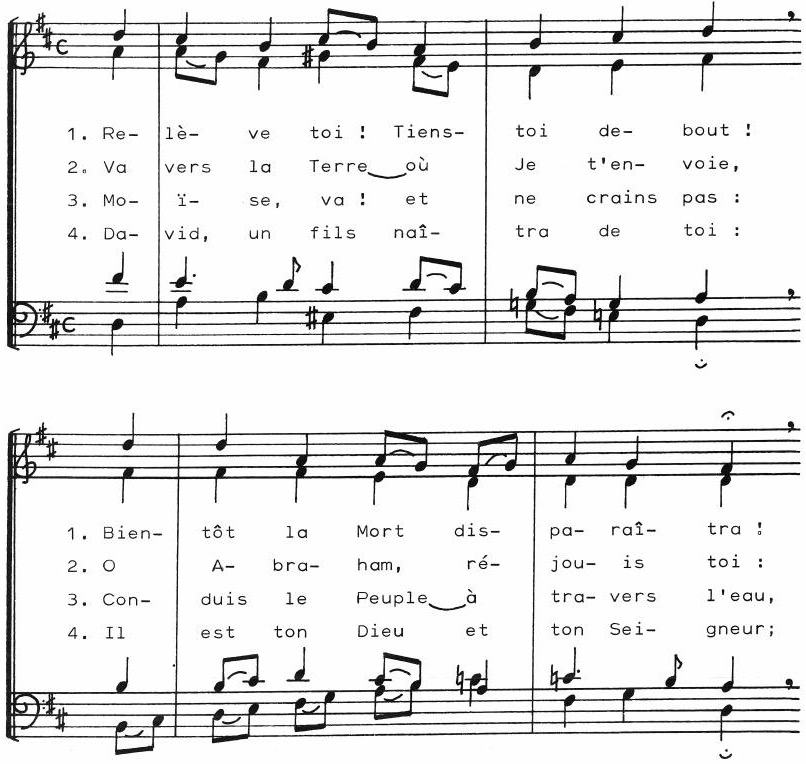 1. Re- lè- ve toi ! Tiens- toi de- bout !
2. Va vers la Terre où Je t'en- voie,
3. Mo- ï- se, va ! et ne crains pas :
4. Da- vid, un fils naî- tra de toi :
1. Bien- tôt la Mort dis- pa- raî- tra !
2. O A- bra- ham, ré- jou- is toi :
3. Con- duis le Peuple à tra- vers l'eau,
4. Il est ton Dieu et ton Sei- gneur;